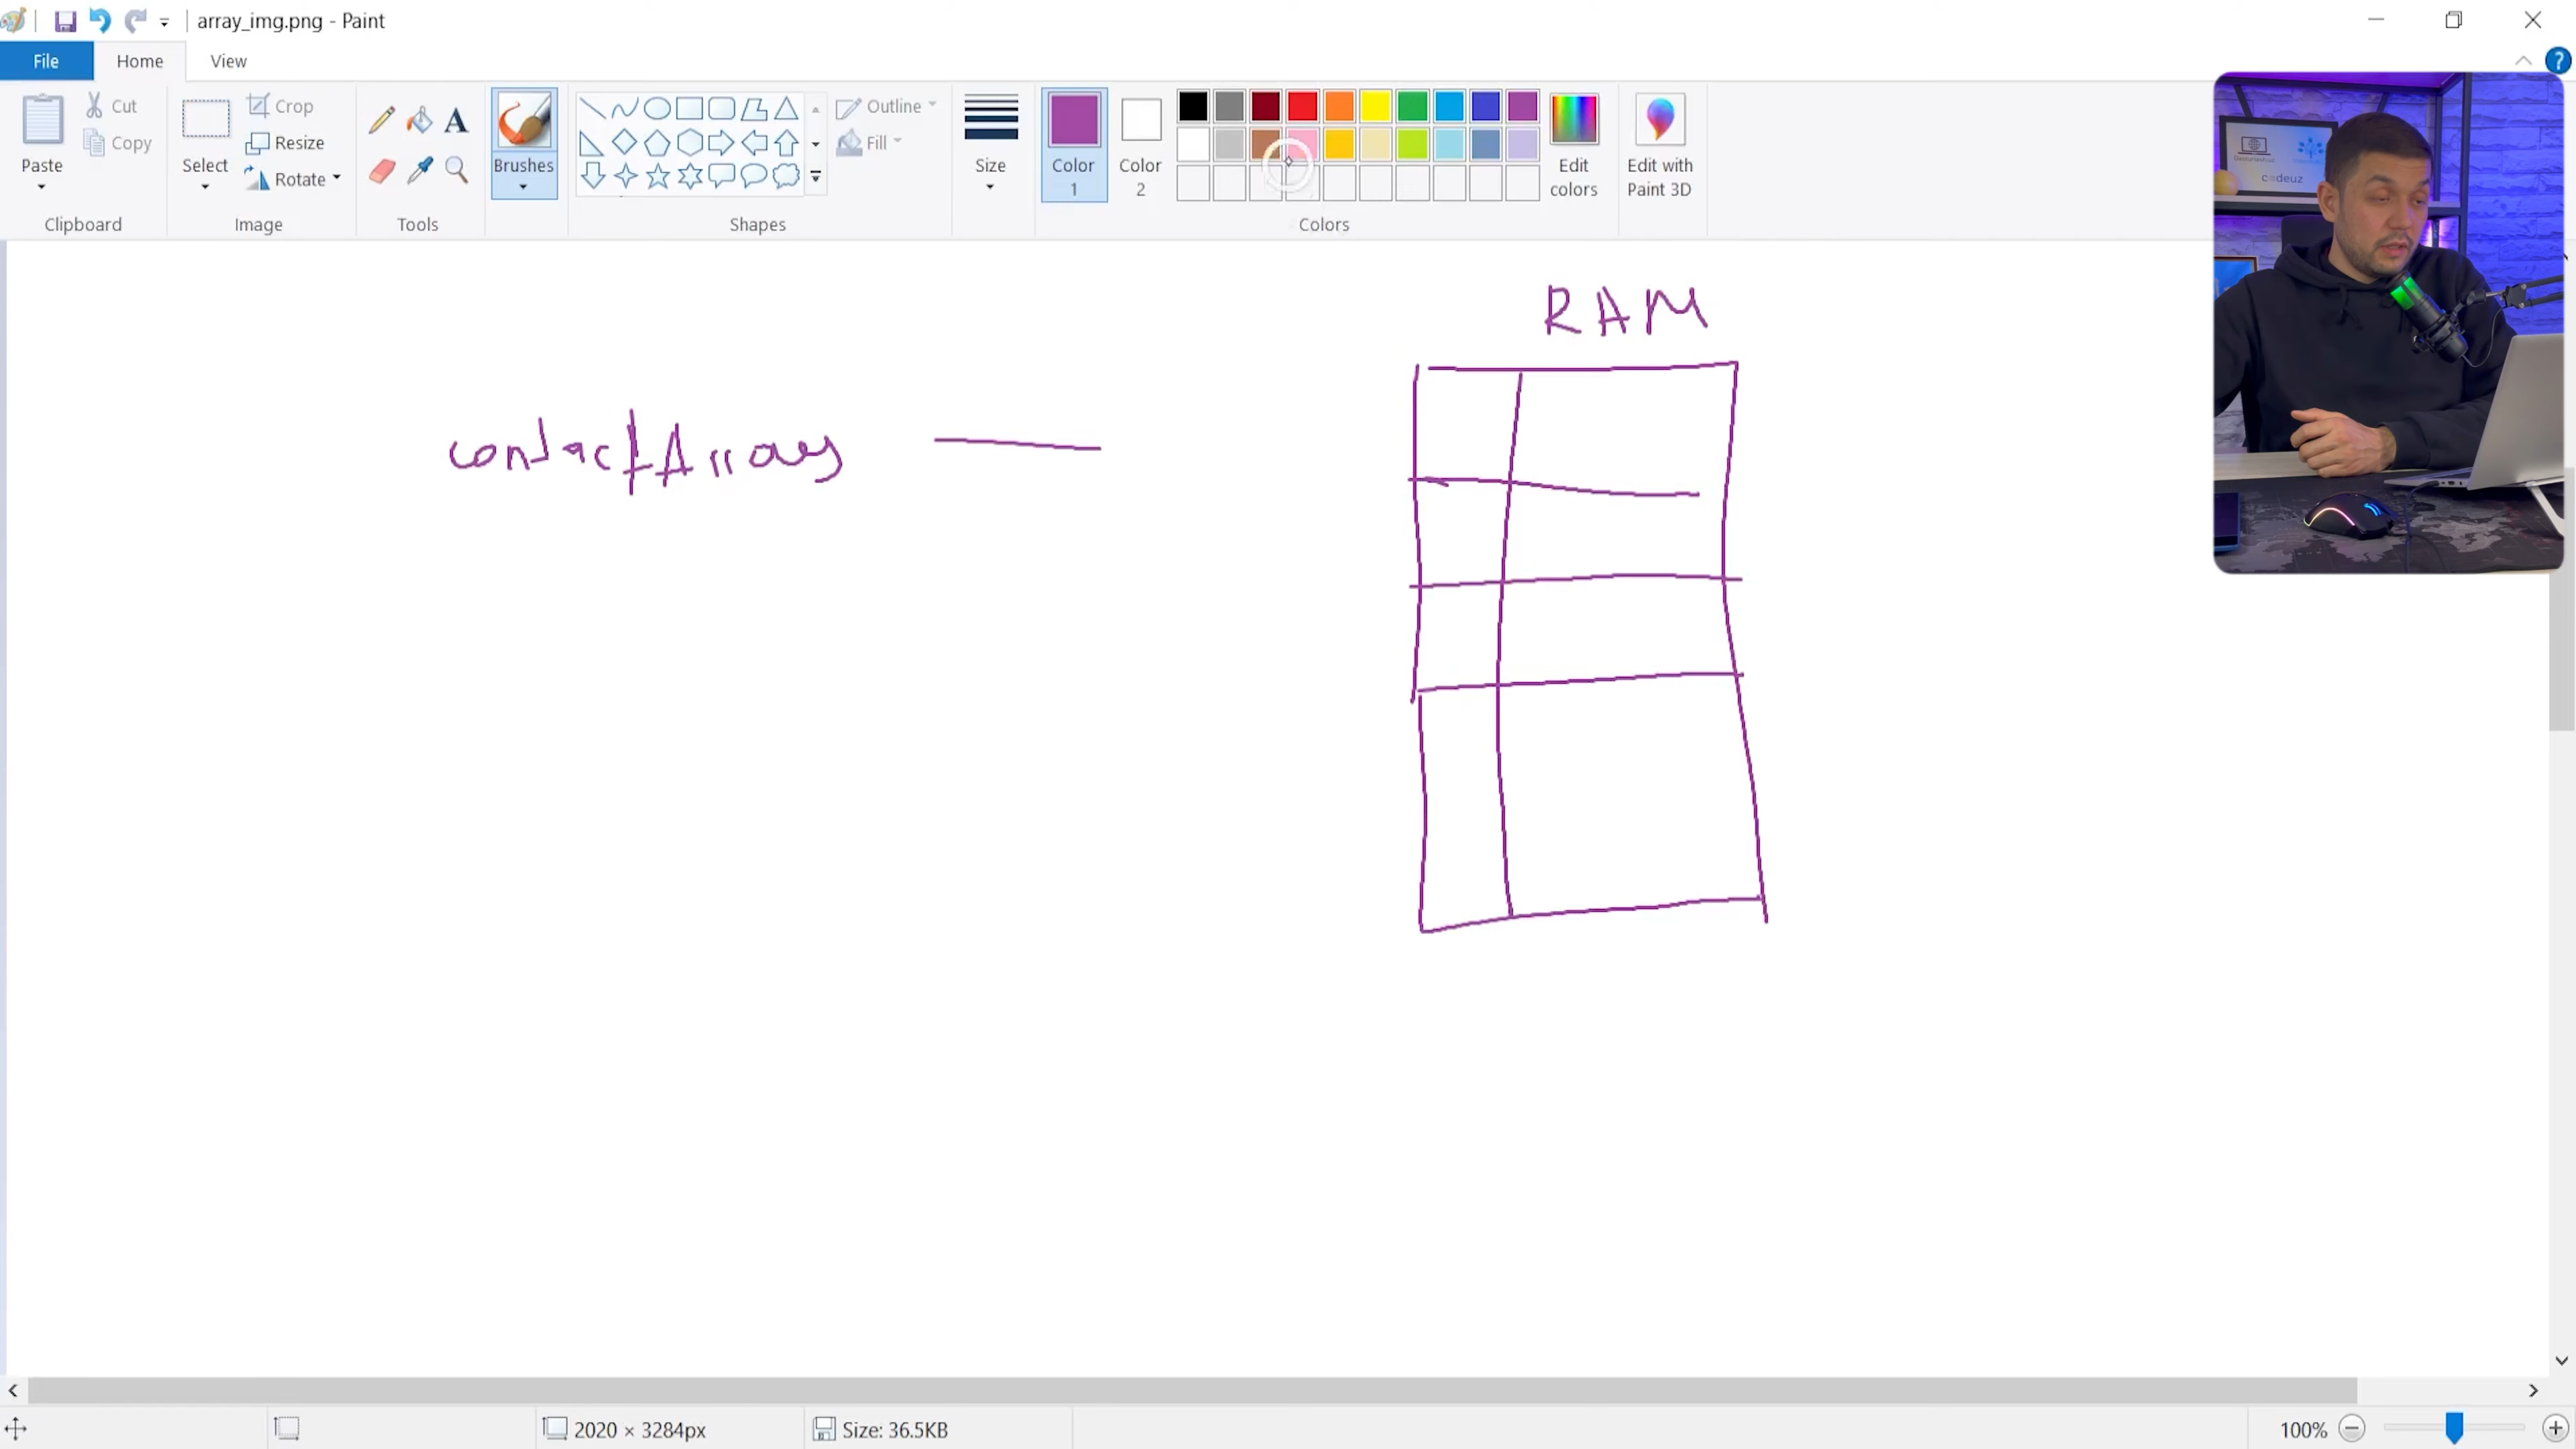 array_img.png - Paint
File
Home
View
Paste
Cut
Copy
Clipboard
Select
Crop
Resize
Rotate
Image
A
Tools
Brushes
Shapes
Outline
Fill
Size
Color
1
Color
2
Colors
Edit
colors
Edit with
Paint 3D
?
codeuz
RAM
contactArray
2020 × 3284px
Size: 36.5KB
100%